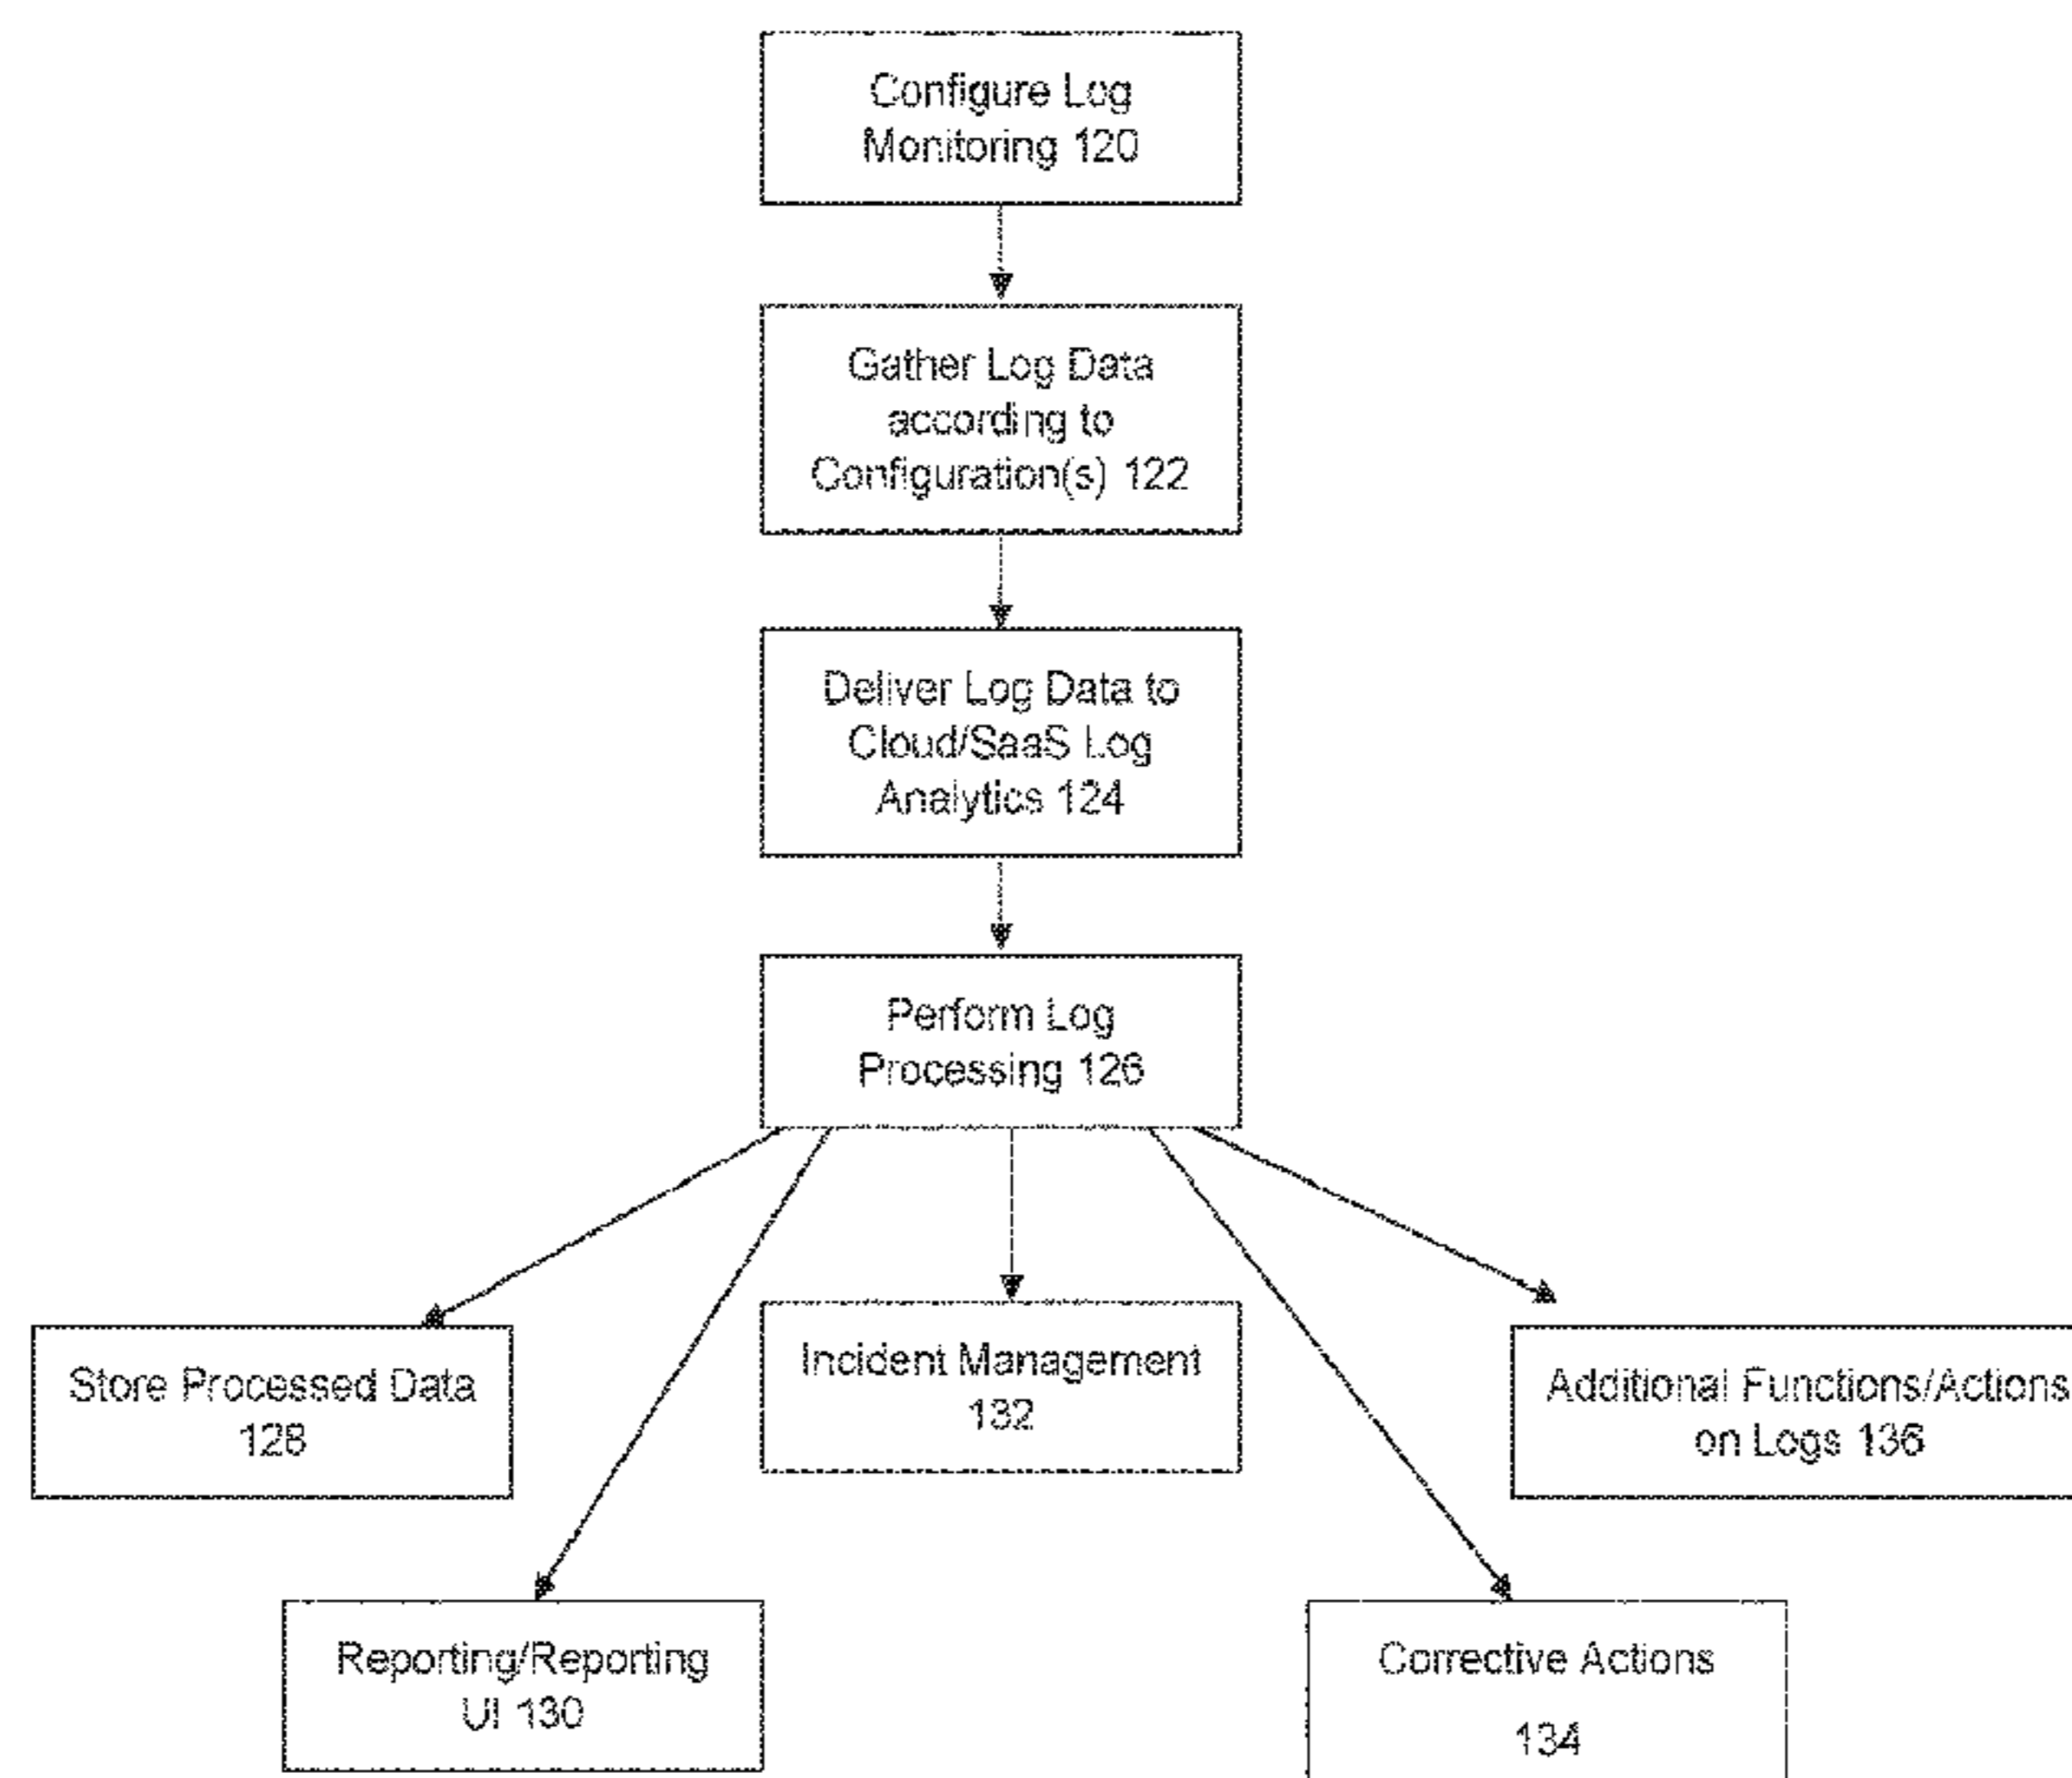 Configure Log
Monitoring 120
Gather Log Data
according to
Configuration(s) 122
Deliver Log Data to
Cloud/SaaS Log
Analytics 124
Perform Log
Processing 126
Store Processed Data
128
Incident Management
132
Additional Functions/Actions
on Logs 136
Reporting/Reporting
UI 130
Corrective Actions
134